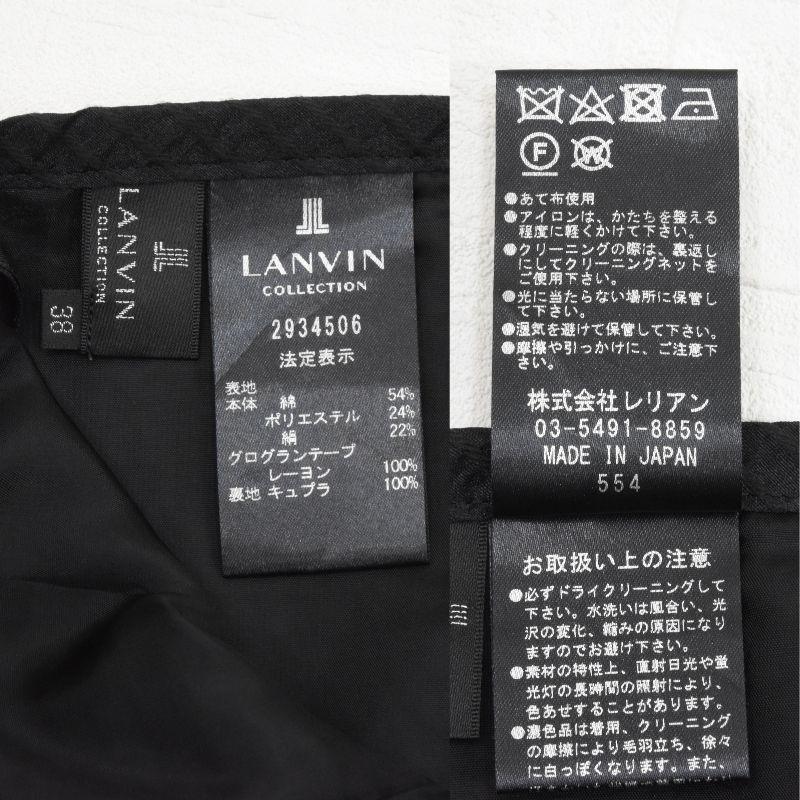 LANVIN
COLLECTION
38
LANVIN
COLLECTION
2934506
法定表示
表地
本体 綿 54%
ポリエステル 24%
絹 22%
グログランテープ
レーヨン 100%
裏地 キュプラ 100%
F
W
●あて布使用
●アイロンは、かたちを整える
程度に軽くかけて下さい。
●クリーニングの際は、裏返し
にしてクリーニングネットを
ご使用下さい。
●光に当たらない場所に保管し
て下さい。
●湿気を避けて保管して下さい。
●摩擦や引っかけに、ご注意下
さい。
株式会社レリアン
03-5491-8859
MADE IN JAPAN
554
お取扱い上の注意
●必ずドライクリーニングして
下さい。水洗いは風合い、光
沢の変化、縮みの原因になり
ますのでお避け下さい。
●素材の特性上、直射日光や蛍
光灯の長時間の照射により、
色あせすることがあります。
●濃色品は着用、クリーニング
の摩擦により毛羽立ち、徐々
に白っぽくなります。また、